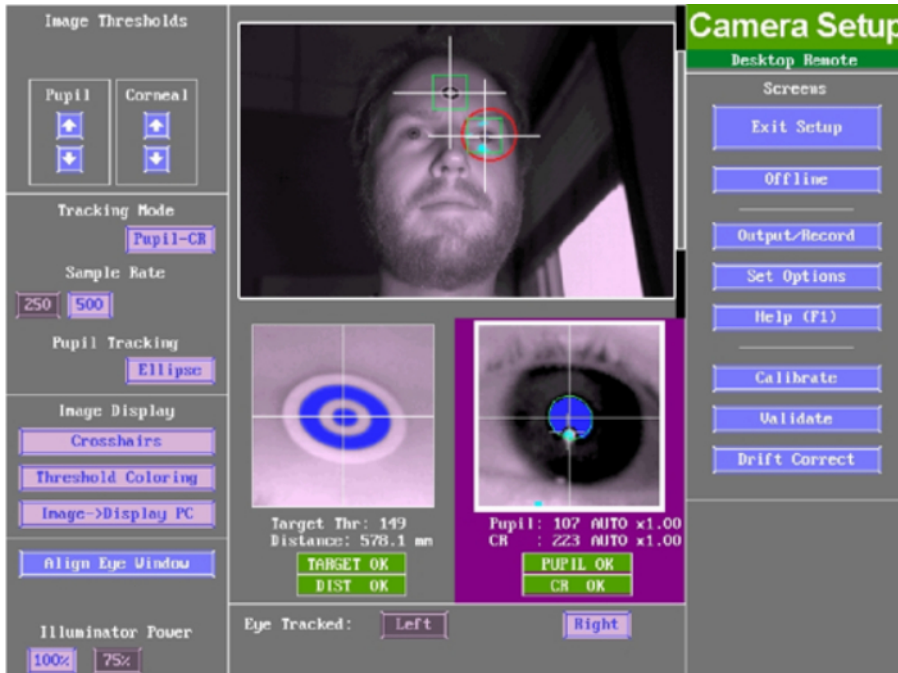 Image Thresholds
Pupil
Corneal
Tracking Mode
Pupil-CR
Sample Rate
250 500
Pupil Tracking
Ellipse
Image Display
Crosshairs
Threshold Coloring
Image->Display PC
Align Eye Window
Illuminator Power
100% 75%
Target Thr: 149
Distance: 578.1 mm
TARGET OK
DIST OK
Pupil: 107 AUTO x1.00
CR : 223 AUTO x1.00
PUPIL OK
CR OK
Eye Tracked: Left Right
Camera Setup
Desktop Remote
Screens
Exit Setup
Offline
Output/Record
Set Options
Help (F1)
Calibrate
Validate
Drift Correct